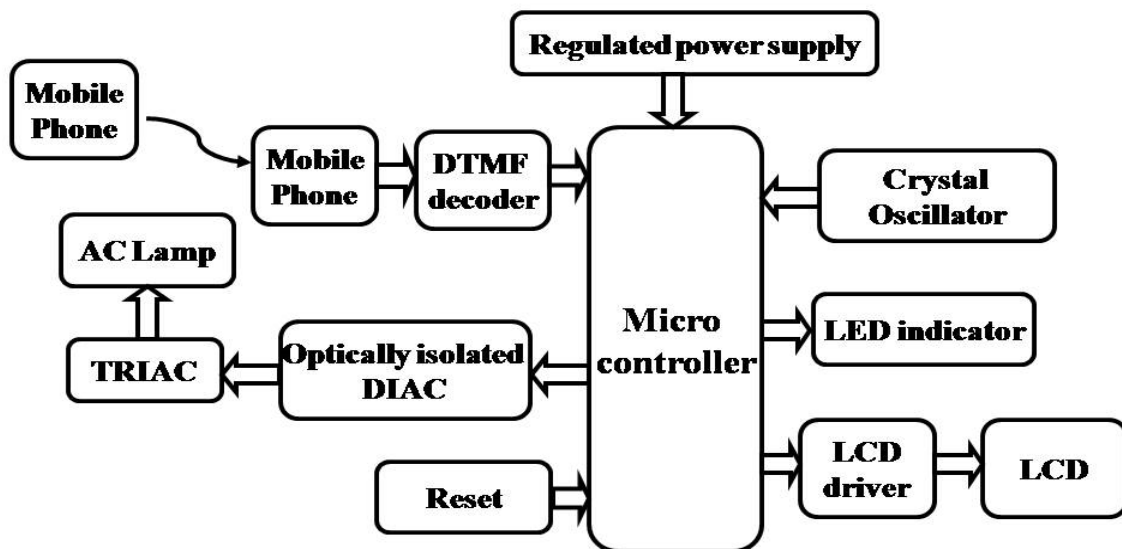 Regulated power supply
Mobile
Phone
Mobile
Phone
DTMF
decoder
Crystal
Oscillator
AC Lamp
Micro
controller
LED indicator
TRIAC
Optically isolated
DIAC
LCD
driver
LCD
Reset